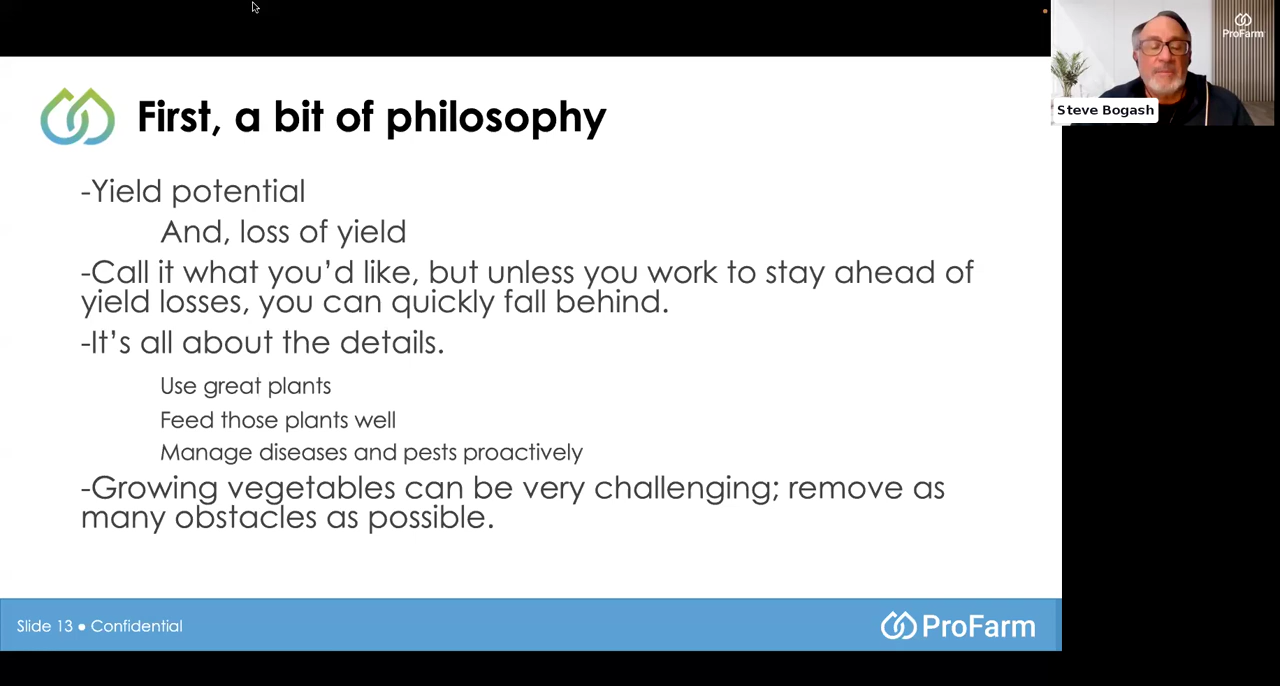 First, a bit of philosophy
-Yield potential
And, loss of yield
-Call it what you’d like, but unless you work to stay ahead of
yield losses, you can quickly fall behind.
-It’s all about the details.
Use great plants
Feed those plants well
Manage diseases and pests proactively
-Growing vegetables can be very challenging; remove as
many obstacles as possible.
Slide 13 • Confidential
ProFarm
ProFarm
Steve Bogash